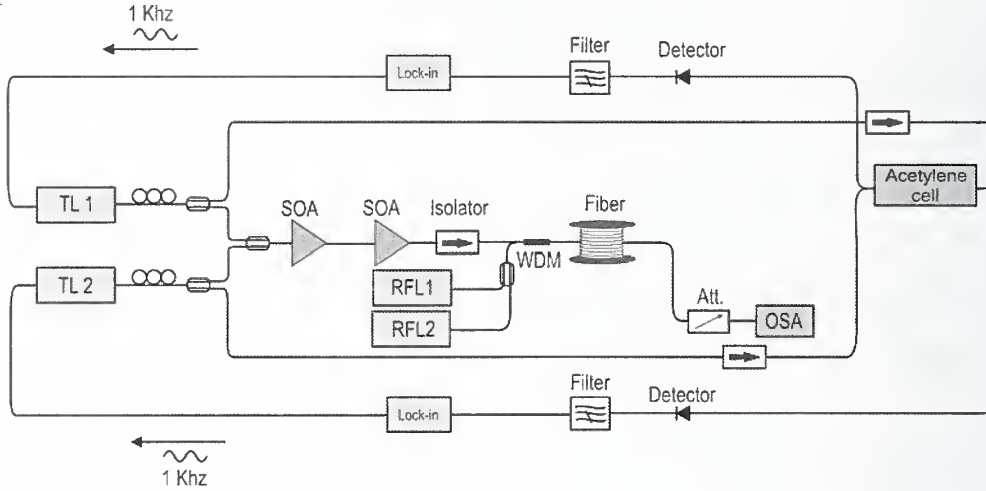 1 Khz
Filter
Detector
Lock-in
Acetylene
cell
TL 1
SOA
SOA
Isolator
Fiber
WDM
TL 2
RFL1
RFL2
Att.
OSA
Filter
Detector
Lock-in
1 Khz